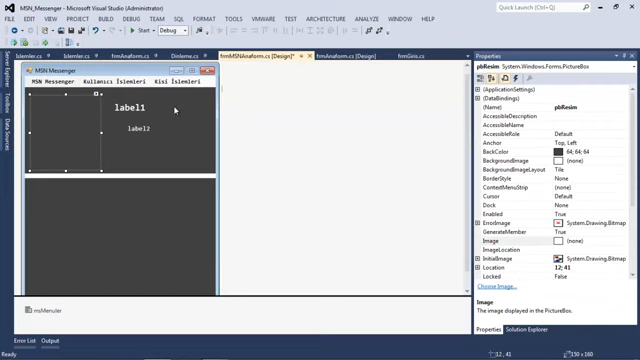 MSN_Messenger - Microsoft Visual Studio
Quick Launch (Ctrl+Q)
FILE EDIT VIEW PROJECT BUILD DEBUG TEAM SQL FORMAT TOOLS TEST ARCHITECTURE ANALYZE WINDOW HELP
Start Debug
Islemler.cs Islemler.cs frmAnaform.cs Dinleme.cs frmMSNAnaform.cs [Design]* frmAnaform.cs [Design] frmGiris.cs
Server Explorer
Toolbox
Data Sources
MSN Messenger
MSN Messenger Kullanıcı İslemleri Kisi İslemleri
label1
label2
msMenuler
Properties
pbResim System.Windows.Forms.PictureBox
(ApplicationSettings)
(DataBindings)
(Name) pbResim
AccessibleDescription
AccessibleName
AccessibleRole Default
Anchor Top, Left
BackColor 64; 64; 64
BackgroundImage (none)
BackgroundImageLayout Tile
BorderStyle None
ContextMenuStrip (none)
Cursor Default
Dock None
Enabled True
ErrorImage System.Drawing.Bitmap
GenerateMember True
Image (none)
ImageLocation
InitialImage System.Drawing.Bitmap
Location 12; 41
Locked False
Choose Image...
Image
The image displayed in the PictureBox.
Properties Solution Explorer
Error List Output
Ready
12 , 41
150 x 160